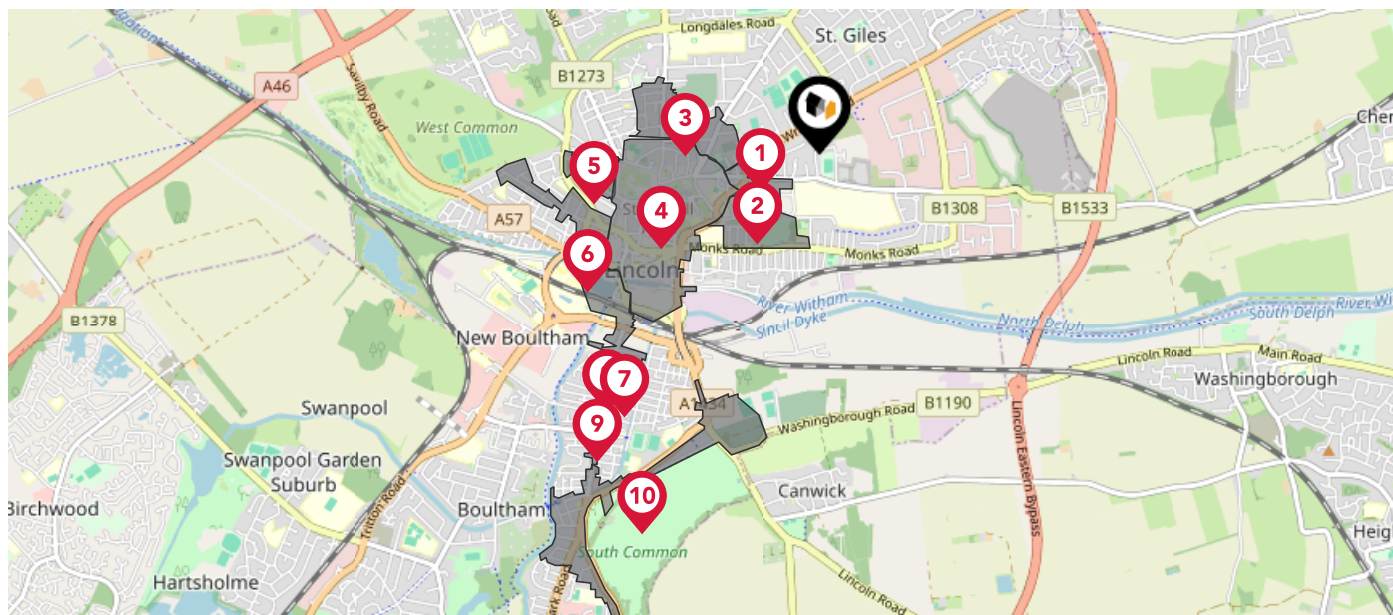 Longdales Road
St. Giles
B1273
A46
Saxilby Road
West Common
3
1
5
2
4
B1308
B1533
A57
Monks Road
Monks Road
6
Lincoln
River Witham
Sincil Dyke
North Delph
South Delph
B1378
New Boultham
Lincoln Road
Main Road
Washingborough
7
B1190
Swanpool
Washingborough Road
9
Lincoln Eastern Bypass
Swanpool Garden
Suburb
Tritton Road
10
Canwick
Birchwood
Boultham
South Common
Hartsholme
Lincoln Road